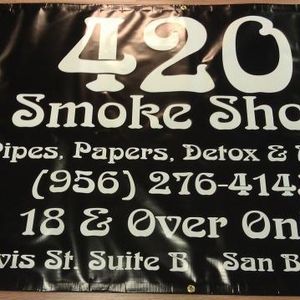 420
Smoke Sho
Pipes, Papers, Detox &
(956) 276-414
18 & Over On
vis St. Suite B San B